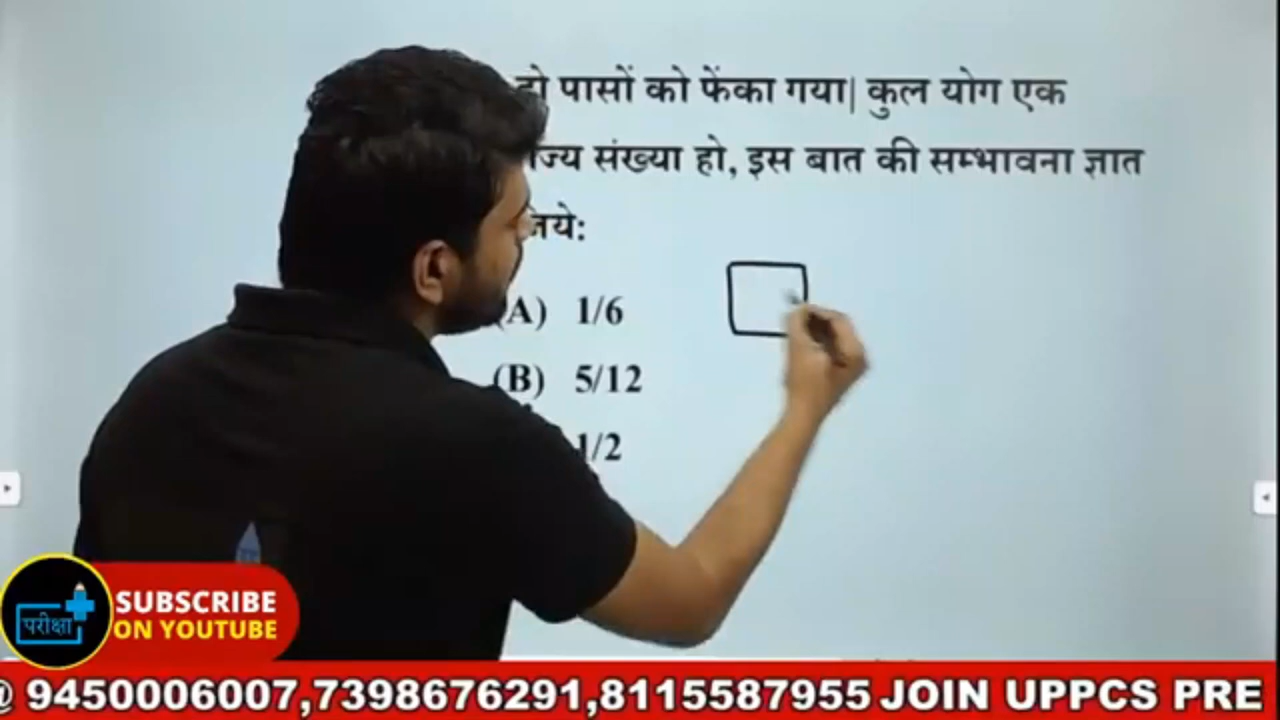 पासों को फेंका गया| कुल योग एक
संख्या हो, इस बात की सम्भावना ज्ञात
(A) 1/6
(B) 5/12
1/2
परीक्षा
SUBSCRIBE
ON YOUTUBE
@ 9450006007,7398676291,8115587955 JOIN UPPCS PRE